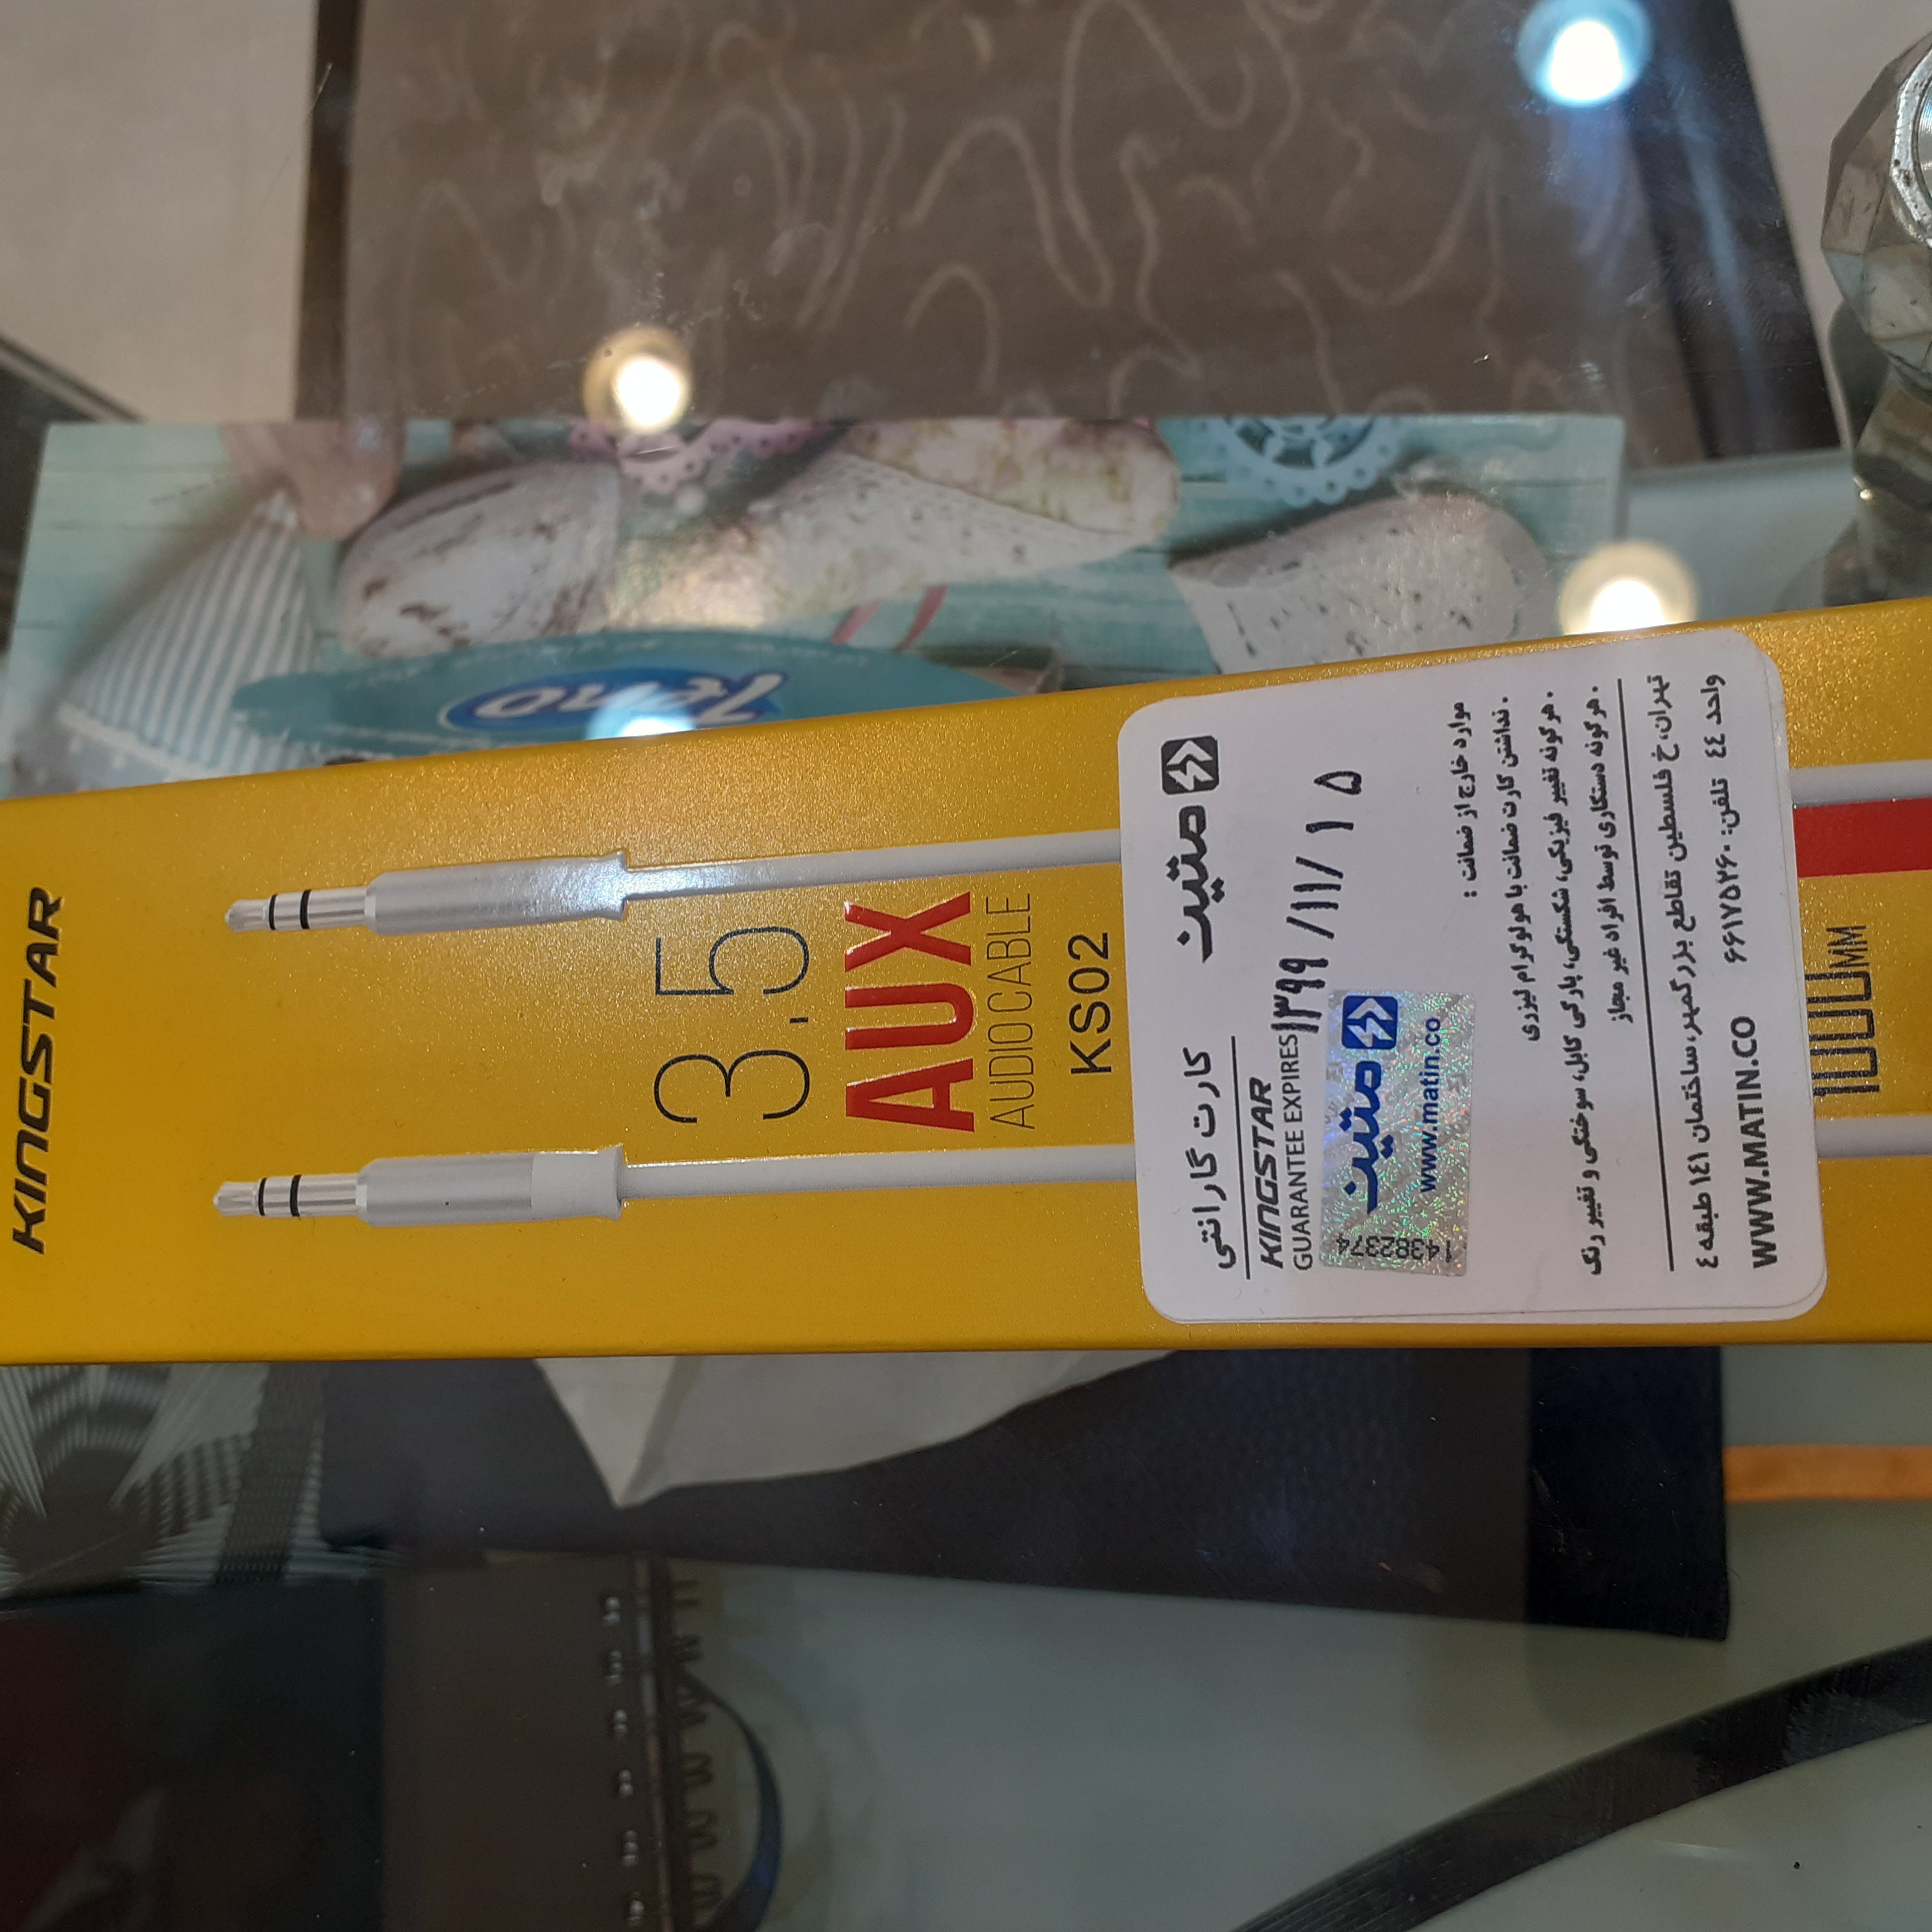 KINGSTAR
3.5
AUX
AUDIO CABLE
KS02
متین
کارت گارانتی
KINGSTAR
GUARANTEE EXPIRES
۱۳۹۹/۱۱/۱۵
متین
www.matin.co
14382374
موارد خارج از ضمانت :
. نداشتن کارت ضمانت با هولوگرام لیزری
. هرگونه تغییر فیزیکی، شکستگی، پارگی کابل، سوختگی و تغییر رنگ
. هرگونه دستکاری توسط افراد غیر مجاز
تهران،خ فلسطین تقاطع بزرگمهر،ساختمان ١٤١ طبقه ٤
واحد ٤٤ تلفن: ۶۶۱۷۵۲۶۰
WWW.MATIN.CO
1000MM
Teno